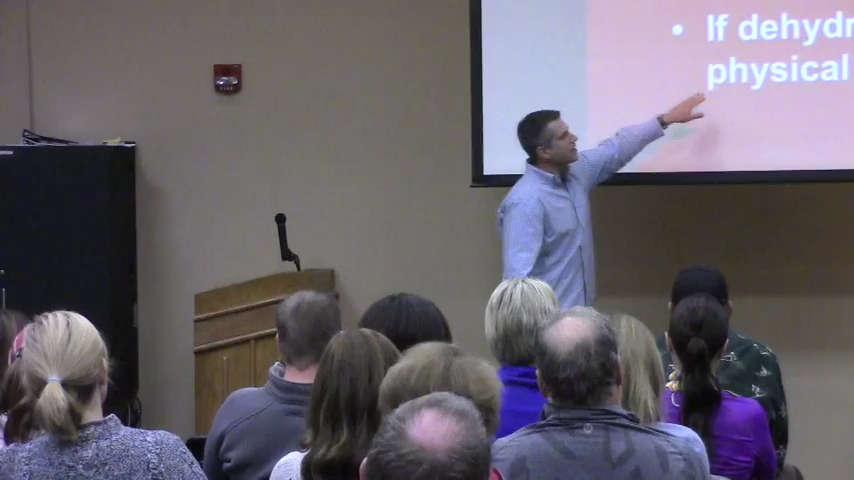 • If dehydr
physical